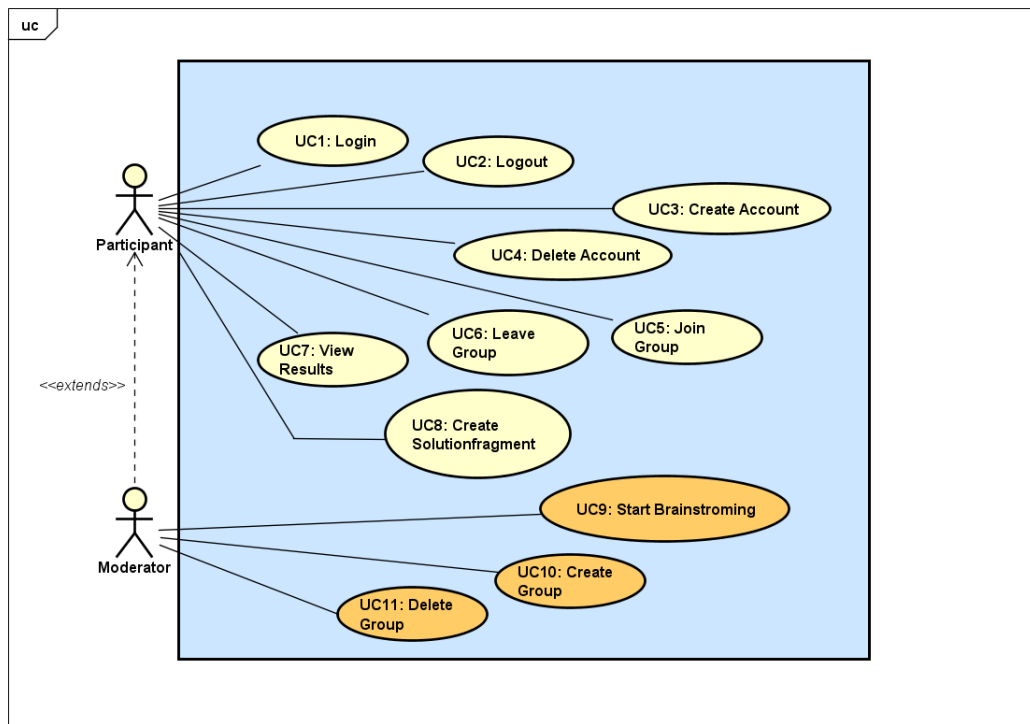 uc
UC1: Login
UC2: Logout
UC3: Create Account
Participant
UC4: Delete Account
UC6: Leave
Group
UC5: Join
Group
UC7: View
Results
<<extends>>
UC8: Create
Solutionfragment
UC9: Start Brainstroming
Moderator
UC10: Create
Group
UC11: Delete
Group